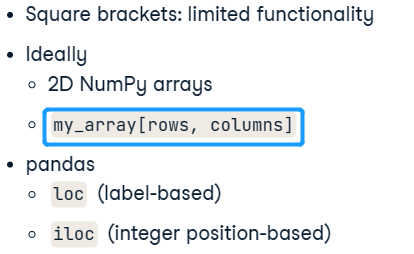 • Square brackets: limited functionality
• Ideally
○ 2D NumPy arrays
○ my_array[rows, columns]
• pandas
○ loc (label-based)
○ iloc (integer position-based)